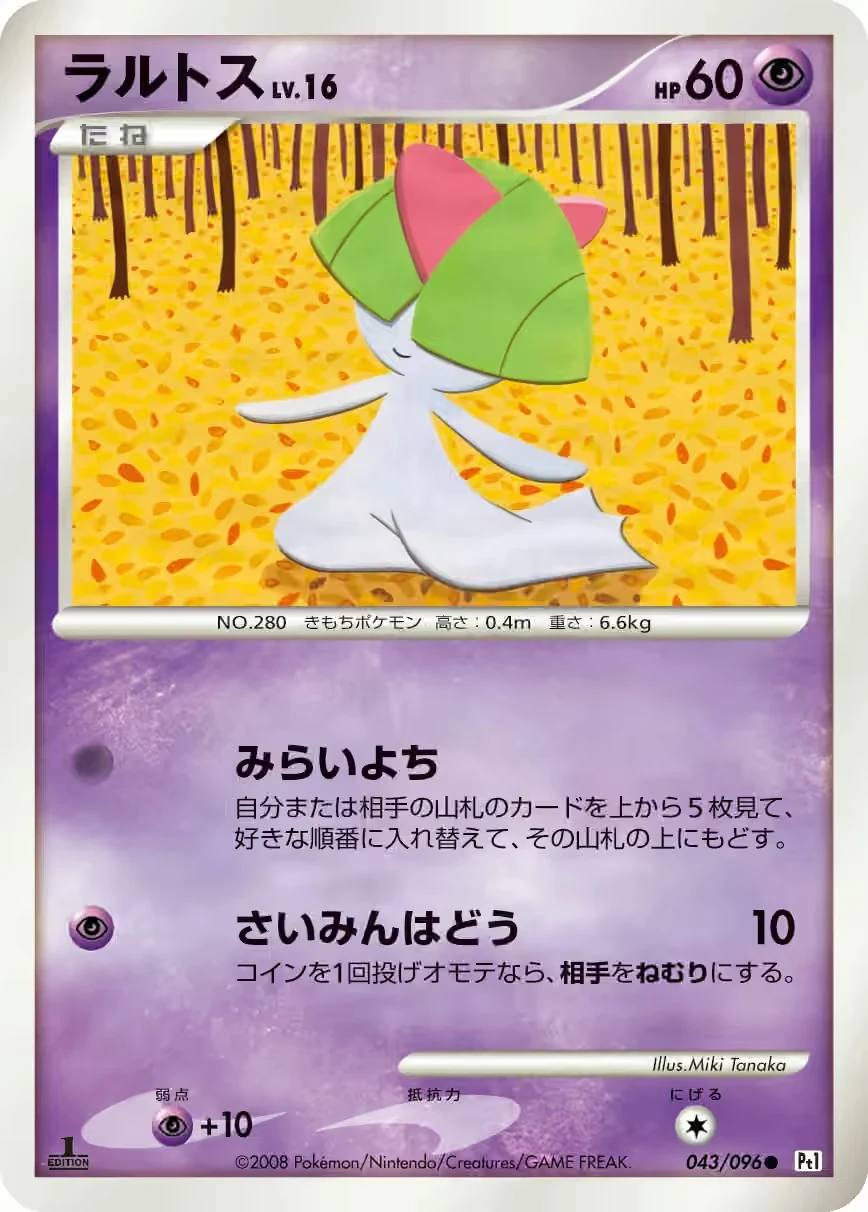 ラルトス LV.16 HP 60
たね
NO.280 きもちポケモン 高さ：0.4m 重さ：6.6kg
みらいよち
自分または相手の山札のカードを上から５枚見て、
好きな順番に入れ替えて、その山札の上にもどす。
さいみんはどう 10
コインを1回投げオモテなら、相手をねむりにする。
Illus.Miki Tanaka
弱点 抵抗力 にげる
+10
1 EDITION
©2008 Pokémon/Nintendo/Creatures/GAME FREAK. 043/096● Pt1